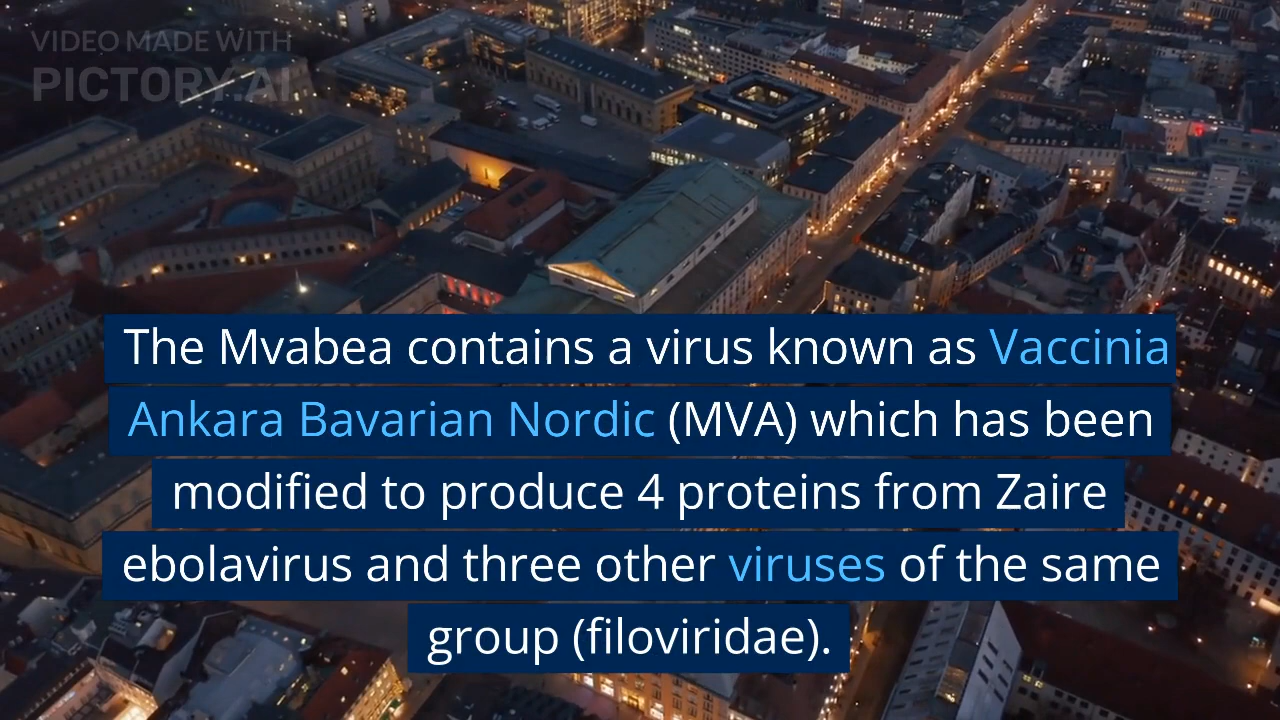 VIDEO MADE WITH
PICTORY.AI
The Mvabea contains a virus known as Vaccinia
Ankara Bavarian Nordic (MVA) which has been
modified to produce 4 proteins from Zaire
ebolavirus and three other viruses of the same
group (filoviridae).